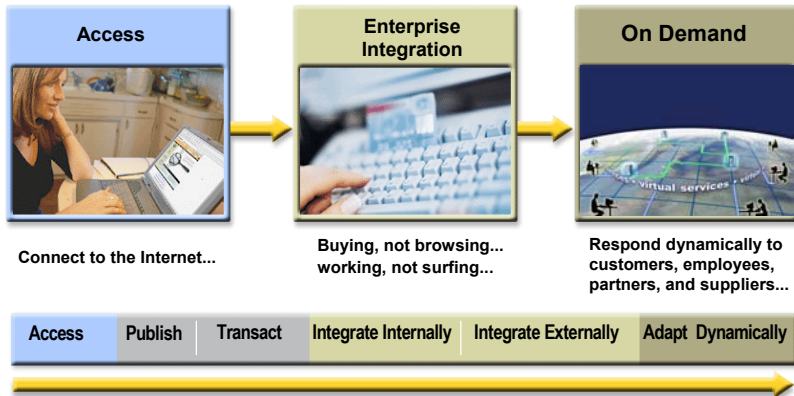 Access
Enterprise
Integration
On Demand
virtual services
Connect to the Internet...
Buying, not browsing...
working, not surfing...
Respond dynamically to
customers, employees,
partners, and suppliers...
Access
Publish
Transact
Integrate Internally
Integrate Externally
Adapt Dynamically